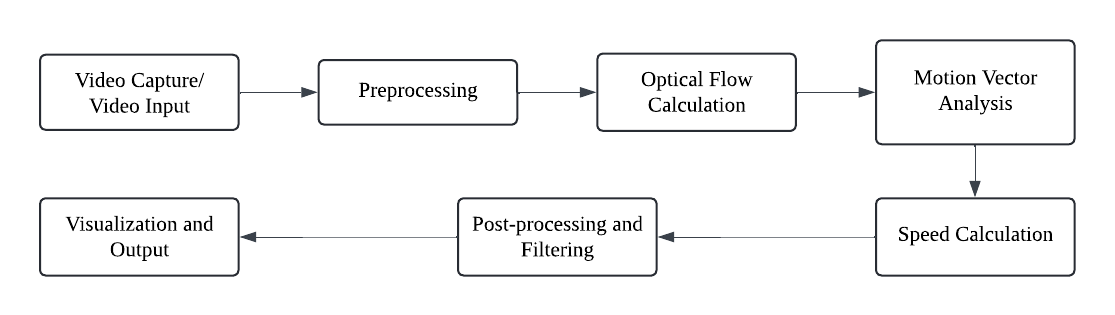 Video Capture/
Video Input
Preprocessing
Optical Flow
Calculation
Motion Vector
Analysis
Visualization and
Output
Post-processing and
Filtering
Speed Calculation